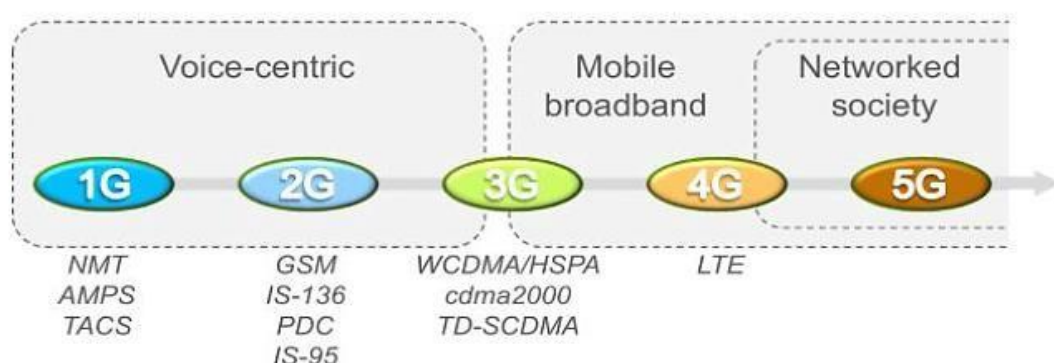 Voice-centric
Mobile
broadband
Networked
society
1G
2G
3G
4G
5G
NMT
AMPS
TACS
GSM
IS-136
PDC
IS-95
WCDMA/HSPA
cdma2000
TD-SCDMA
LTE